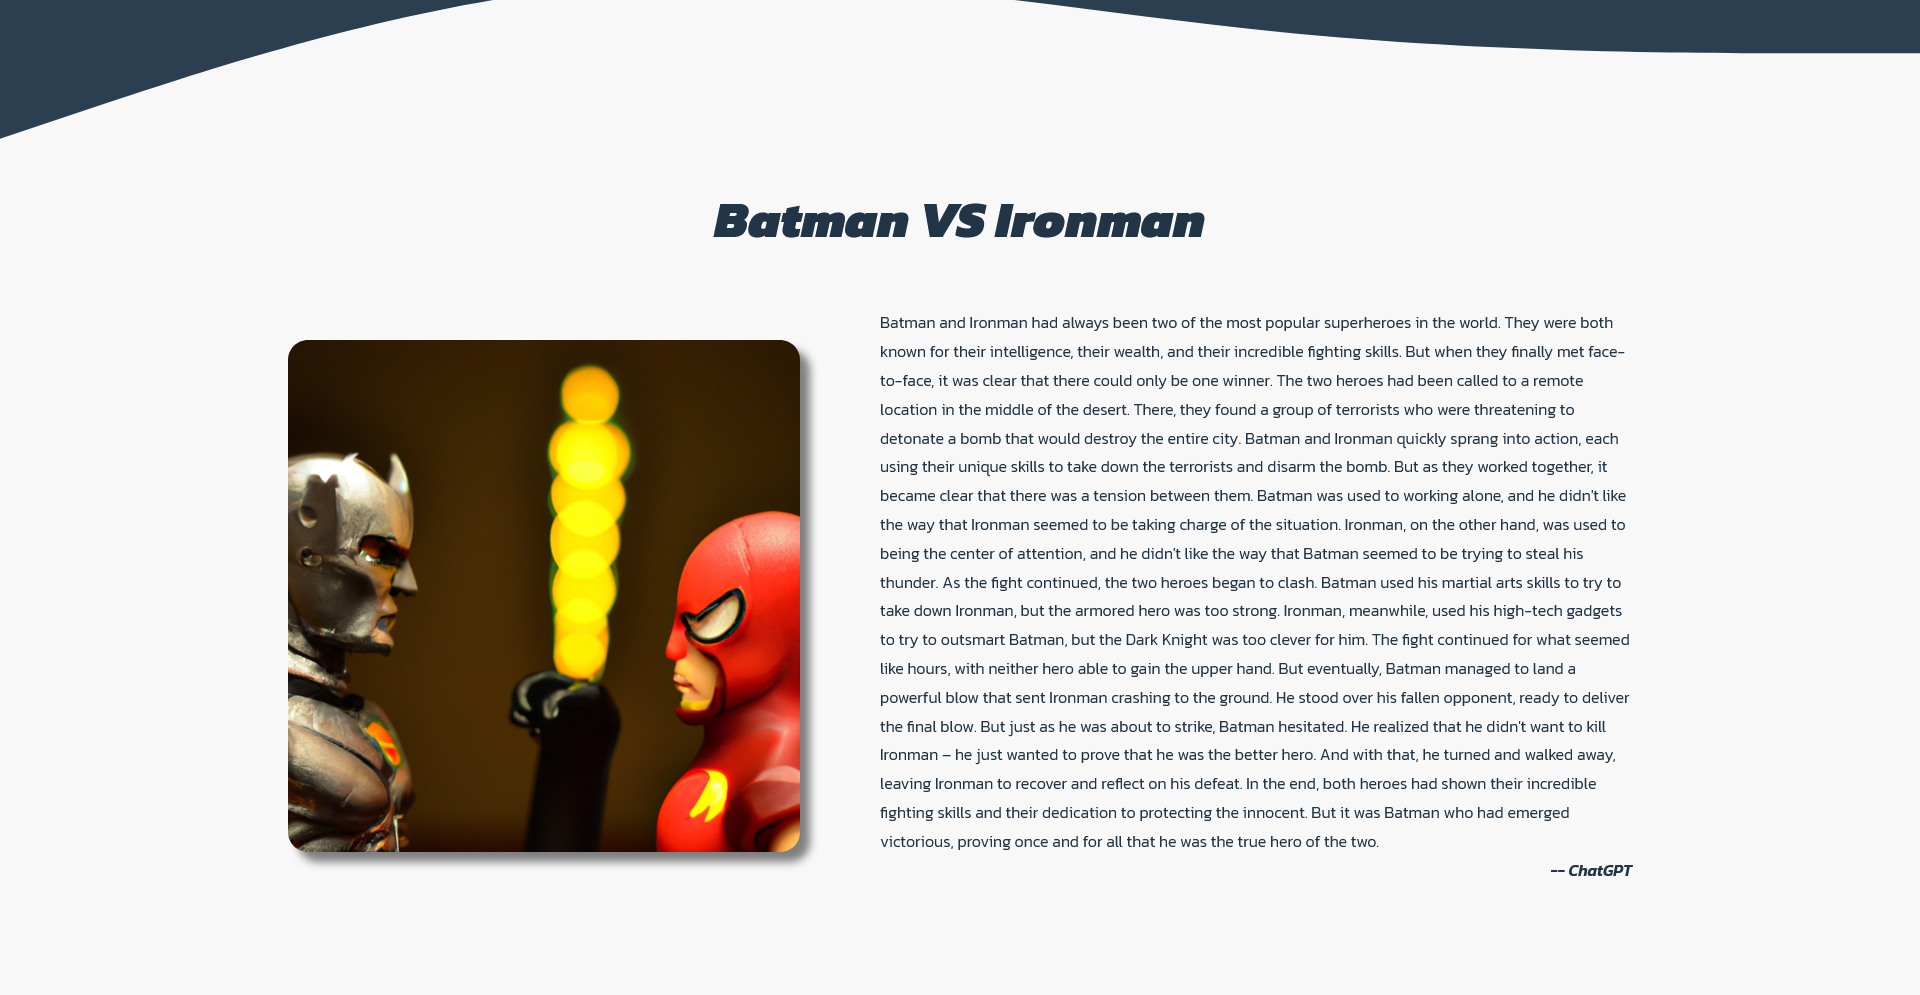 Batman VS Ironman
Batman and Ironman had always been two of the most popular superheroes in the world. They were both
known for their intelligence, their wealth, and their incredible fighting skills. But when they finally met face-
to-face, it was clear that there could only be one winner. The two heroes had been called to a remote
location in the middle of the desert. There, they found a group of terrorists who were threatening to
detonate a bomb that would destroy the entire city. Batman and Ironman quickly sprang into action, each
using their unique skills to take down the terrorists and disarm the bomb. But as they worked together, it
became clear that there was a tension between them. Batman was used to working alone, and he didn't like
the way that Ironman seemed to be taking charge of the situation. Ironman, on the other hand, was used to
being the center of attention, and he didn't like the way that Batman seemed to be trying to steal his
thunder. As the fight continued, the two heroes began to clash. Batman used his martial arts skills to try to
take down Ironman, but the armored hero was too strong. Ironman, meanwhile, used his high-tech gadgets
to try to outsmart Batman, but the Dark Knight was too clever for him. The fight continued for what seemed
like hours, with neither hero able to gain the upper hand. But eventually, Batman managed to land a
powerful blow that sent Ironman crashing to the ground. He stood over his fallen opponent, ready to deliver
the final blow. But just as he was about to strike, Batman hesitated. He realized that he didn't want to kill
Ironman – he just wanted to prove that he was the better hero. And with that, he turned and walked away,
leaving Ironman to recover and reflect on his defeat. In the end, both heroes had shown their incredible
fighting skills and their dedication to protecting the innocent. But it was Batman who had emerged
victorious, proving once and for all that he was the true hero of the two.
-- ChatGPT